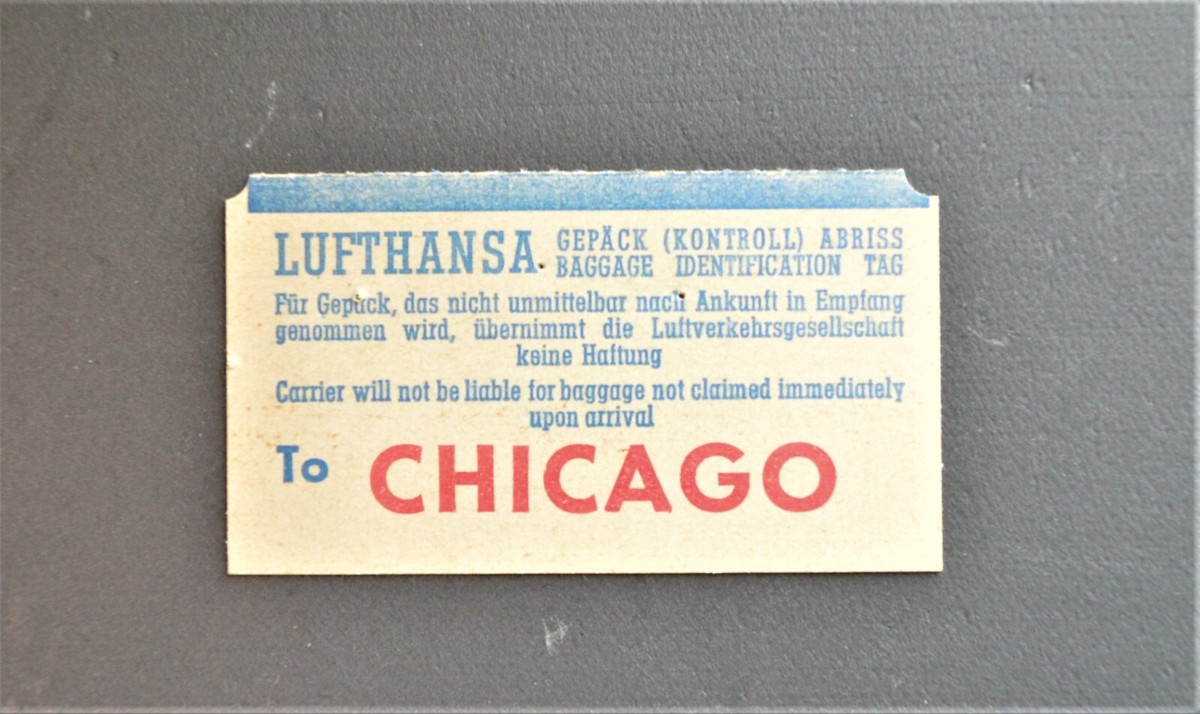 LUFTHANSA GEPÄCK (KONTROLL) ABRISS
BAGGAGE IDENTIFICATION TAG
Für Gepäck, das nicht unmittelbar nach Ankunft in Empfang
genommen wird, übernimmt die Luftverkehrsgesellschaft
keine Haftung
Carrier will not be liable for baggage not claimed immediately
upon arrival
To CHICAGO